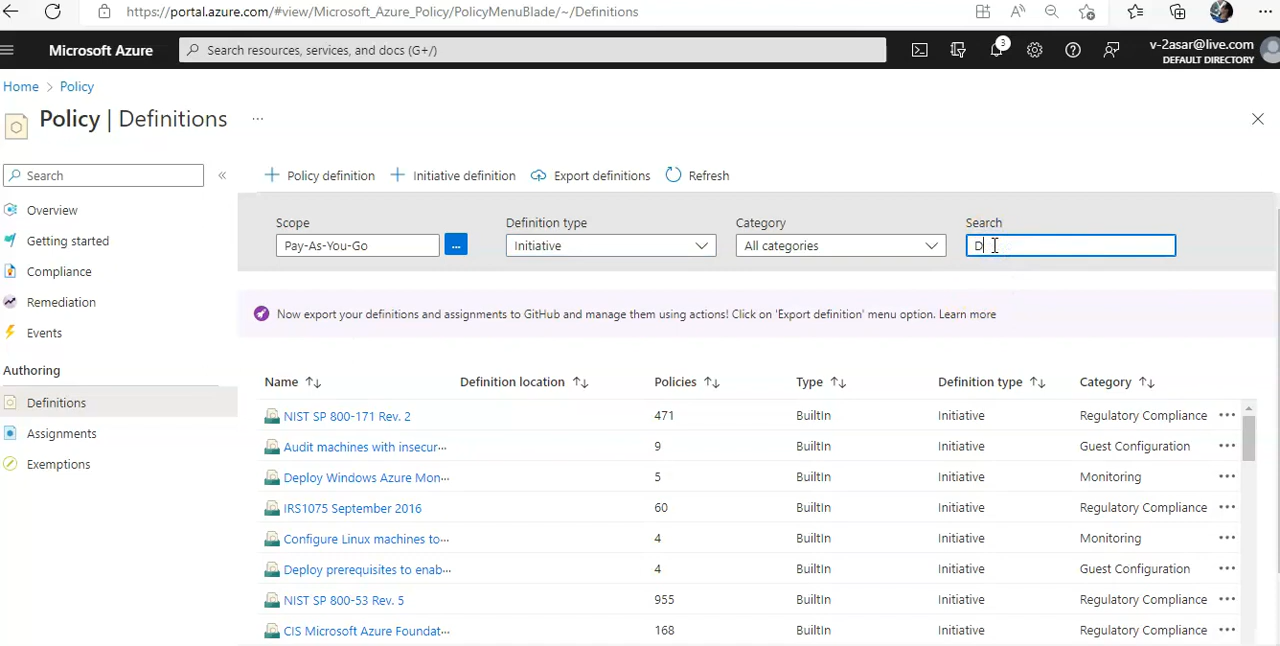 https://portal.azure.com/#view/Microsoft_Azure_Policy/PolicyMenuBlade/~/Definitions
Microsoft Azure
Search resources, services, and docs (G+/)
3
v-2asar@live.com
DEFAULT DIRECTORY
Home > Policy
Policy | Definitions
Search
Policy definition
Initiative definition
Export definitions
Refresh
Overview
Getting started
Compliance
Remediation
Events
Authoring
Definitions
Assignments
Exemptions
Scope
Definition type
Category
Search
Pay-As-You-Go
...
Initiative
All categories
D
Now export your definitions and assignments to GitHub and manage them using actions! Click on 'Export definition' menu option. Learn more
Name Definition location Policies Type Definition type Category
NIST SP 800-171 Rev. 2 471 BuiltIn Initiative Regulatory Compliance
Audit machines with insecur··· 9 BuiltIn Initiative Guest Configuration
Deploy Windows Azure Mon··· 5 BuiltIn Initiative Monitoring
IRS1075 September 2016 60 BuiltIn Initiative Regulatory Compliance
Configure Linux machines to··· 4 BuiltIn Initiative Monitoring
Deploy prerequisites to enab··· 4 BuiltIn Initiative Guest Configuration
NIST SP 800-53 Rev. 5 955 BuiltIn Initiative Regulatory Compliance
CIS Microsoft Azure Foundat··· 168 BuiltIn Initiative Regulatory Compliance